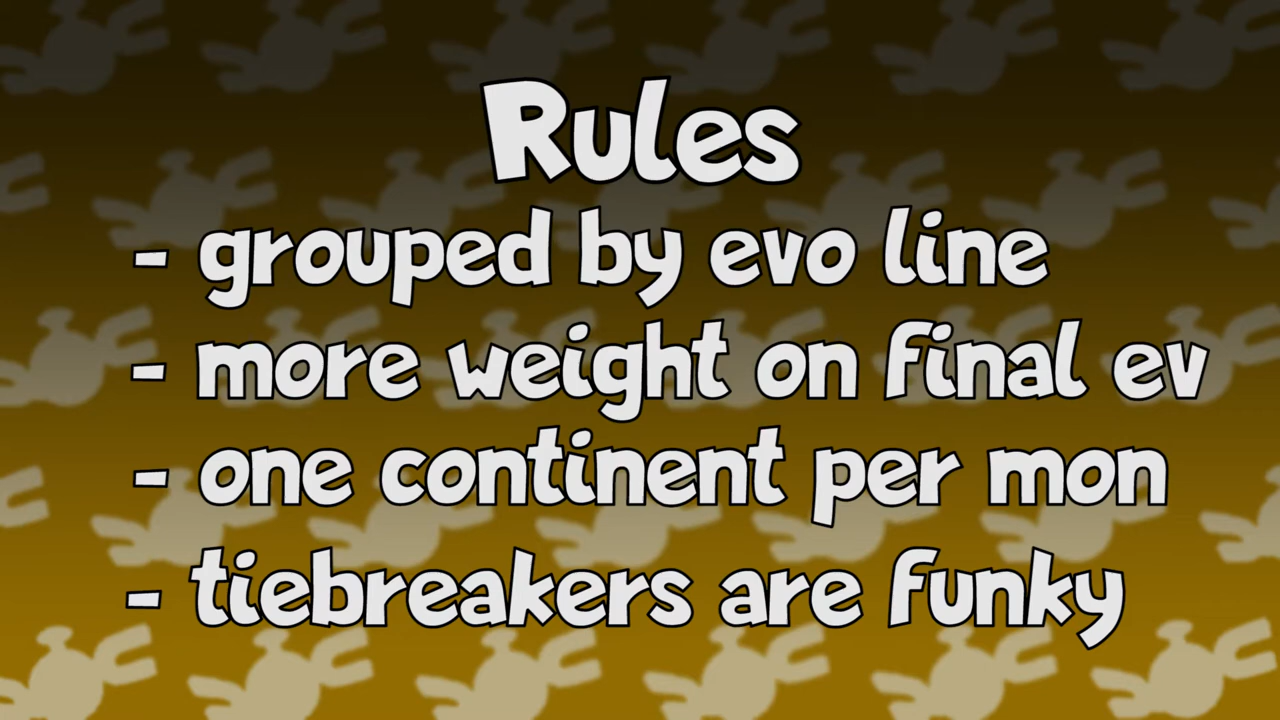 Rules
- grouped by evo line
- more weight on final ev
- one continent per mon
- tiebreakers are funky